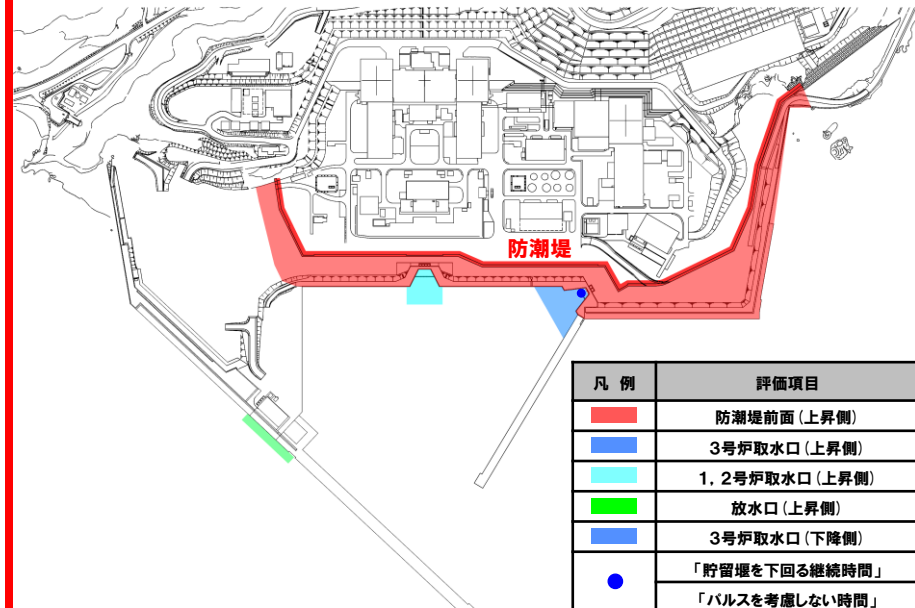 防潮堤
凡 例 評価項目
防潮堤前面(上昇側)
3号炉取水口(上昇側)
1,2号炉取水口(上昇側)
放水口(上昇側)
3号炉取水口(下降側)
「貯留堰を下回る継続時間」
「パルスを考慮しない時間」